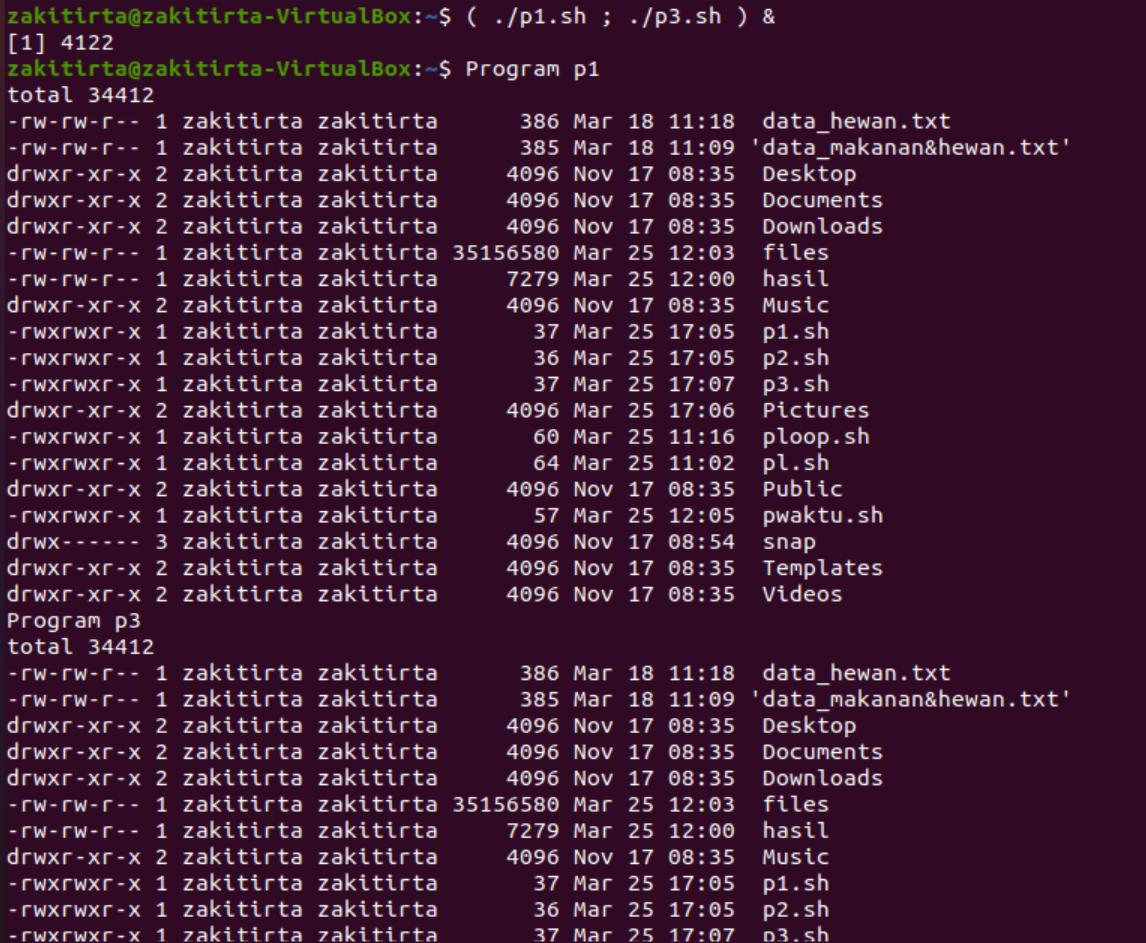 zakitirta@zakitirta-VirtualBox:~$ ( ./p1.sh ; ./p3.sh ) &
[1] 4122
zakitirta@zakitirta-VirtualBox:~$ Program p1
total 34412
-rw-rw-r-- 1 zakitirta zakitirta      386 Mar 18 11:18  data_hewan.txt
-rw-rw-r-- 1 zakitirta zakitirta      385 Mar 18 11:09 'data_makanan&hewan.txt'
drwxr-xr-x 2 zakitirta zakitirta     4096 Nov 17 08:35  Desktop
drwxr-xr-x 2 zakitirta zakitirta     4096 Nov 17 08:35  Documents
drwxr-xr-x 2 zakitirta zakitirta     4096 Nov 17 08:35  Downloads
-rw-rw-r-- 1 zakitirta zakitirta 35156580 Mar 25 12:03  files
-rw-rw-r-- 1 zakitirta zakitirta     7279 Mar 25 12:00  hasil
drwxr-xr-x 2 zakitirta zakitirta     4096 Nov 17 08:35  Music
-rwxrwxr-x 1 zakitirta zakitirta       37 Mar 25 17:05  p1.sh
-rwxrwxr-x 1 zakitirta zakitirta       36 Mar 25 17:05  p2.sh
-rwxrwxr-x 1 zakitirta zakitirta       37 Mar 25 17:07  p3.sh
drwxr-xr-x 2 zakitirta zakitirta     4096 Mar 25 17:06  Pictures
-rwxrwxr-x 1 zakitirta zakitirta       60 Mar 25 11:16  ploop.sh
-rwxrwxr-x 1 zakitirta zakitirta       64 Mar 25 11:02  pl.sh
drwxr-xr-x 2 zakitirta zakitirta     4096 Nov 17 08:35  Public
-rwxrwxr-x 1 zakitirta zakitirta       57 Mar 25 12:05  pwaktu.sh
drwx------ 3 zakitirta zakitirta     4096 Nov 17 08:54  snap
drwxr-xr-x 2 zakitirta zakitirta     4096 Nov 17 08:35  Templates
drwxr-xr-x 2 zakitirta zakitirta     4096 Nov 17 08:35  Videos
Program p3
total 34412
-rw-rw-r-- 1 zakitirta zakitirta      386 Mar 18 11:18  data_hewan.txt
-rw-rw-r-- 1 zakitirta zakitirta      385 Mar 18 11:09 'data_makanan&hewan.txt'
drwxr-xr-x 2 zakitirta zakitirta     4096 Nov 17 08:35  Desktop
drwxr-xr-x 2 zakitirta zakitirta     4096 Nov 17 08:35  Documents
drwxr-xr-x 2 zakitirta zakitirta     4096 Nov 17 08:35  Downloads
-rw-rw-r-- 1 zakitirta zakitirta 35156580 Mar 25 12:03  files
-rw-rw-r-- 1 zakitirta zakitirta     7279 Mar 25 12:00  hasil
drwxr-xr-x 2 zakitirta zakitirta     4096 Nov 17 08:35  Music
-rwxrwxr-x 1 zakitirta zakitirta       37 Mar 25 17:05  p1.sh
-rwxrwxr-x 1 zakitirta zakitirta       36 Mar 25 17:05  p2.sh
-rwxrwxr-x 1 zakitirta zakitirta       37 Mar 25 17:07  p3.sh